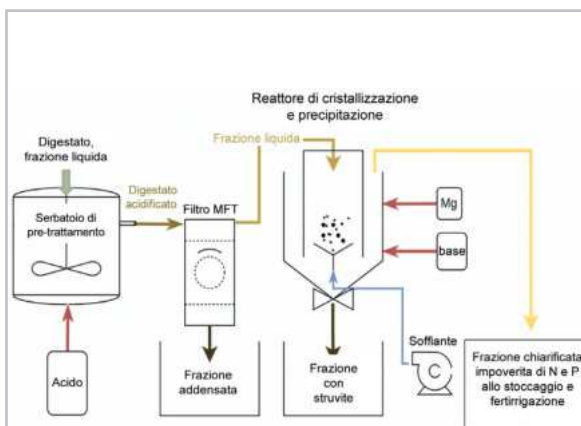 Reattore di cristallizzazione
e precipitazione
Digestato,
frazione liquida
Frazione liquida
Digestato
acidificato
Filtro MFT
Serbatoio di
pre-trattamento
Mg
base
Soffiante
Acido
Frazione
addensata
Frazione
con
struvite
Frazione chiarificata
impoverita di N e P
allo stoccaggio e
fertirrigazione